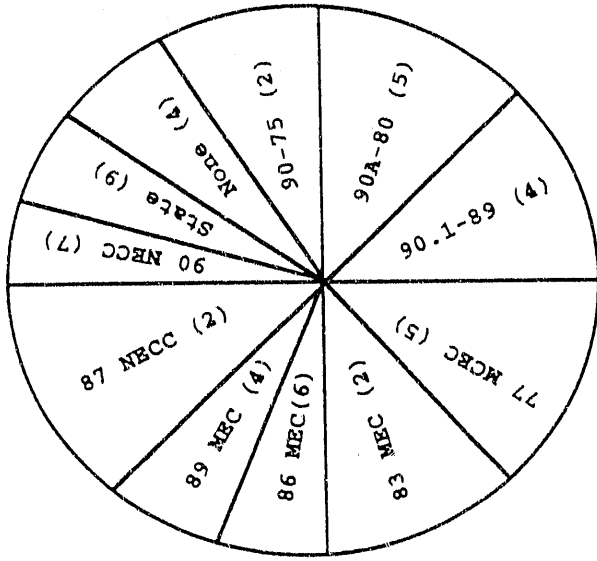 90-75 (2)
90A-80 (5)
90.1-89 (4)
77 MCEC (5)
83 MEC (2)
86 MEC(6)
89 MEC (4)
87 NECC (2)
90 NECC (7)
State (9)
None (4)